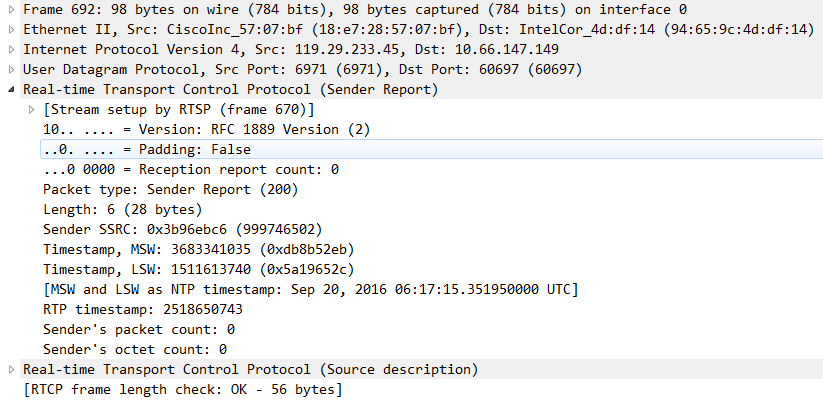 Frame 692: 98 bytes on wire (784 bits), 98 bytes captured (784 bits) on interface 0
Ethernet II, Src: CiscoInc_57:07:bf (18:e7:28:57:07:bf), Dst: IntelCor_4d:df:14 (94:65:9c:4d:df:14)
Internet Protocol Version 4, Src: 119.29.233.45, Dst: 10.66.147.149
User Datagram Protocol, Src Port: 6971 (6971), Dst Port: 60697 (60697)
Real-time Transport Control Protocol (Sender Report)
[Stream setup by RTSP (frame 670)]
10.. .... = Version: RFC 1889 Version (2)
..0. .... = Padding: False
...0 0000 = Reception report count: 0
Packet type: Sender Report (200)
Length: 6 (28 bytes)
Sender SSRC: 0x3b96ebc6 (999746502)
Timestamp, MSW: 3683341035 (0xdb8b52eb)
Timestamp, LSW: 1511613740 (0x5a19652c)
[MSW and LSW as NTP timestamp: Sep 20, 2016 06:17:15.351950000 UTC]
RTP timestamp: 2518650743
Sender's packet count: 0
Sender's octet count: 0
Real-time Transport Control Protocol (Source description)
[RTCP frame length check: OK - 56 bytes]